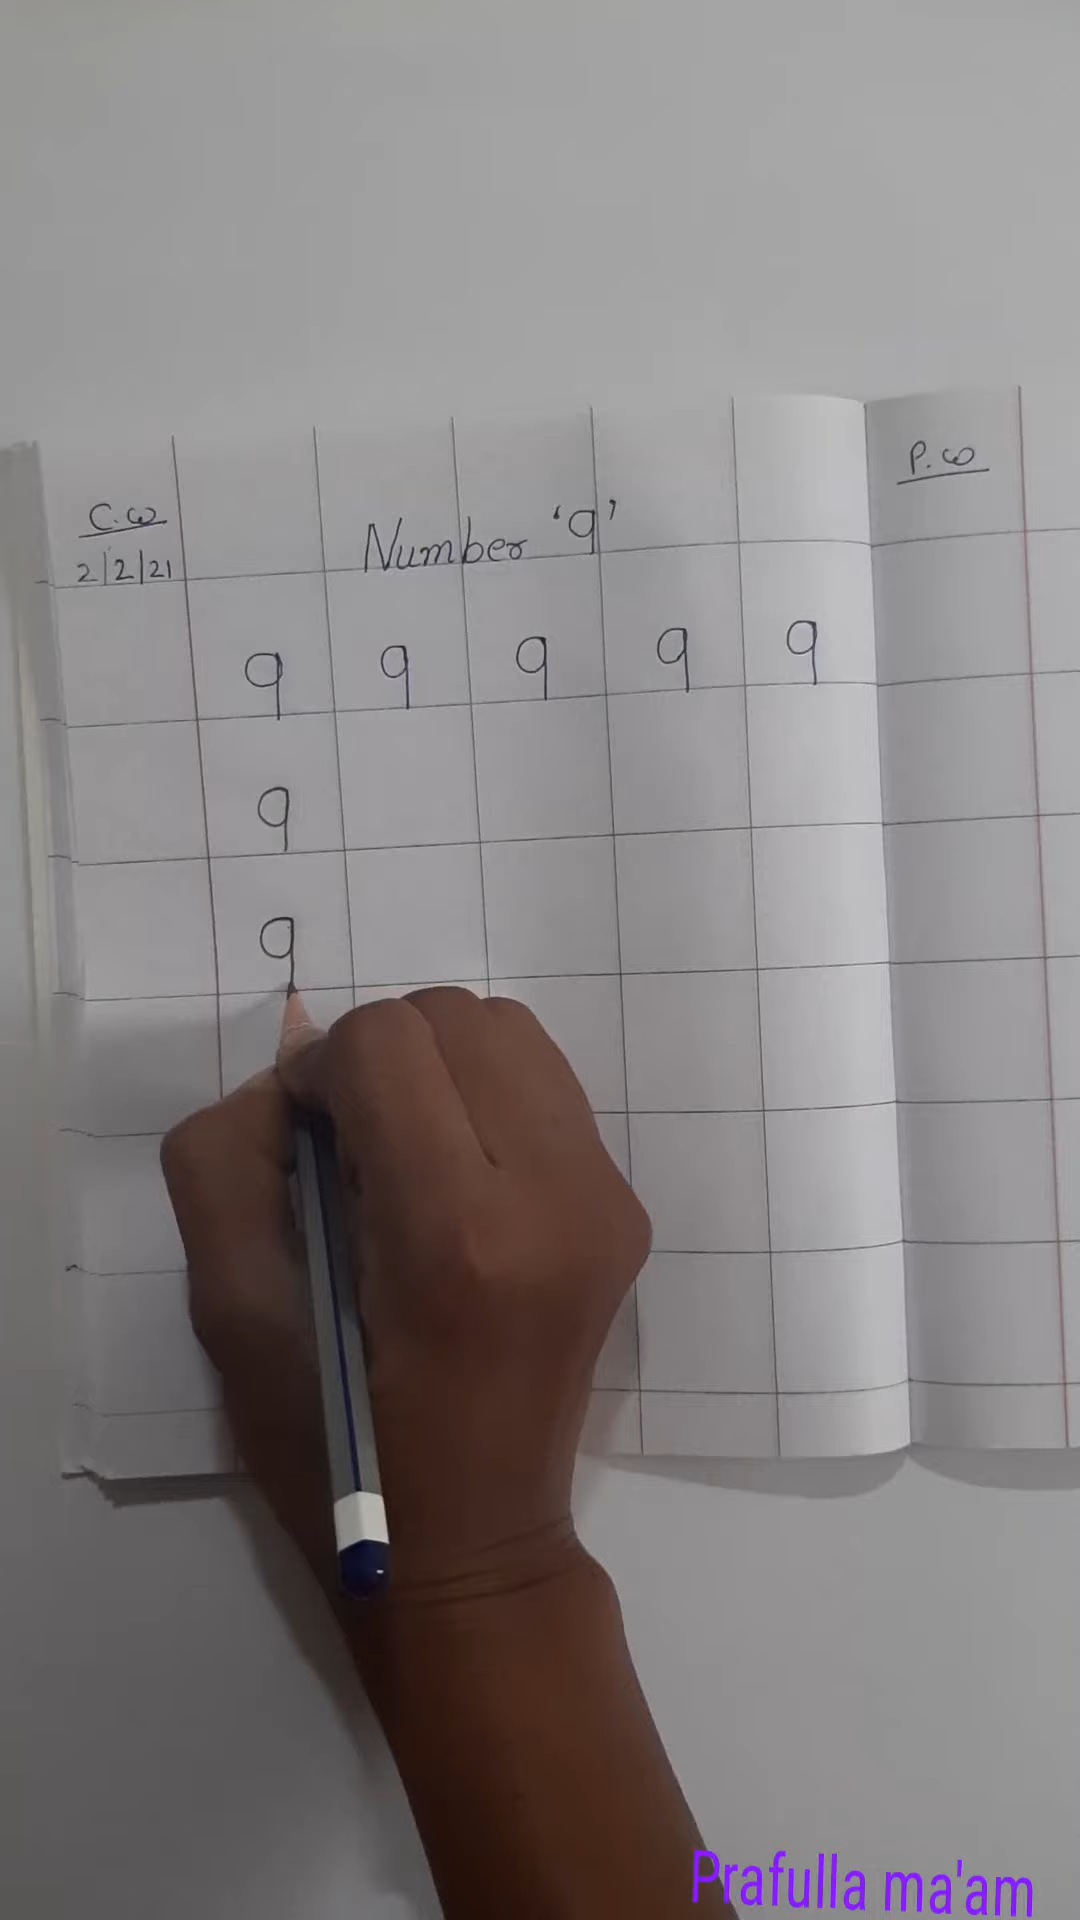 P.w
C.w
Number '9'
2/2/21
9 9 9 9 9
9
9
Prafulla ma'am